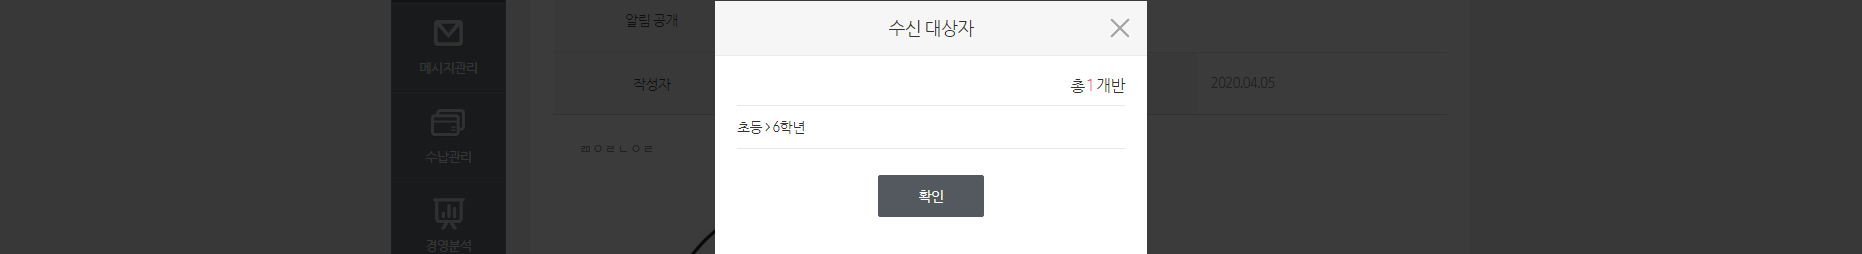 알림 공개
수신 대상자
메시지관리
작성자
총 1 개반
2020.04.05
초등 > 6학년
수납관리
확인
경영분석